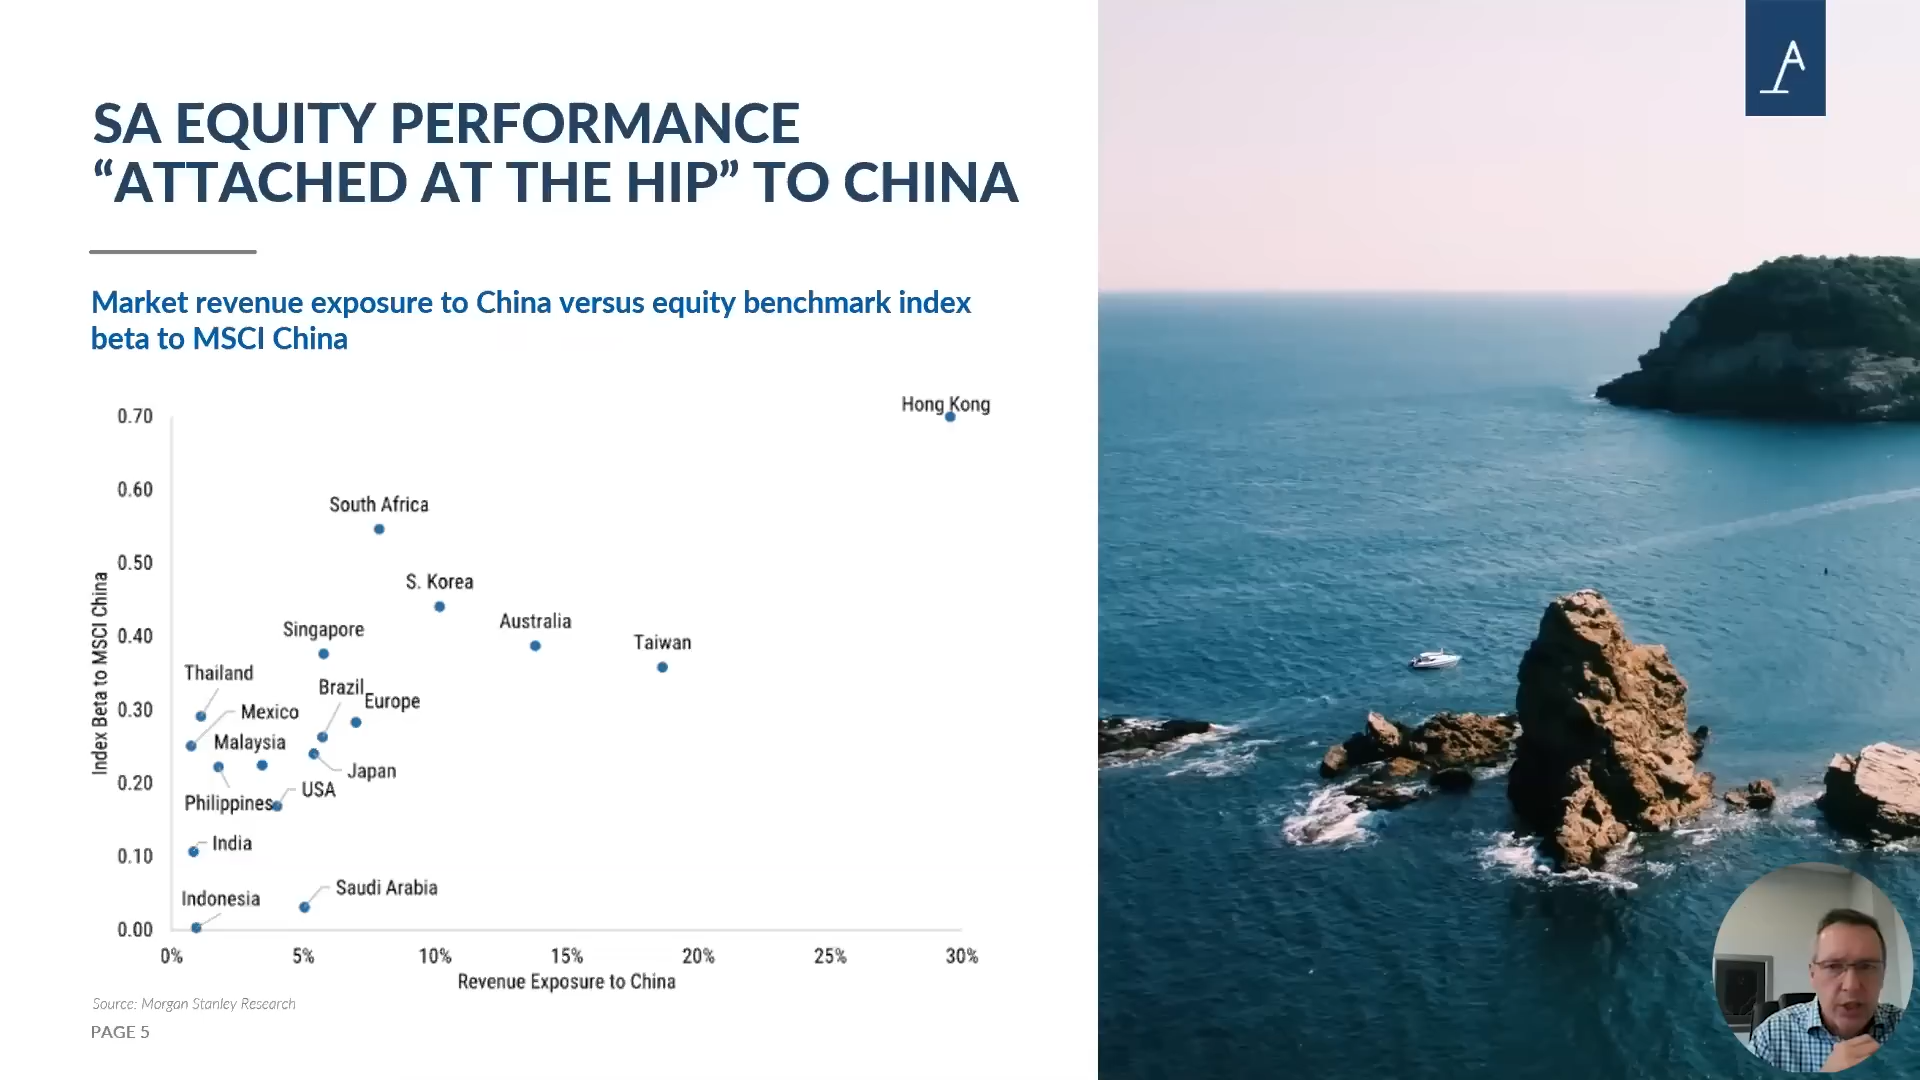 SA EQUITY PERFORMANCE
“ATTACHED AT THE HIP” TO CHINA
Market revenue exposure to China versus equity benchmark index
beta to MSCI China
Index Beta to MSCI China
0.70
0.60
0.50
0.40
0.30
0.20
0.10
0.00
Hong Kong
South Africa
S. Korea
Australia
Singapore
Taiwan
Thailand
Brazil
Europe
Mexico
Malaysia
Japan
USA
Philippines
India
Saudi Arabia
Indonesia
0%
5%
10%
15%
20%
25%
30%
Revenue Exposure to China
Source: Morgan Stanley Research
PAGE 5
A